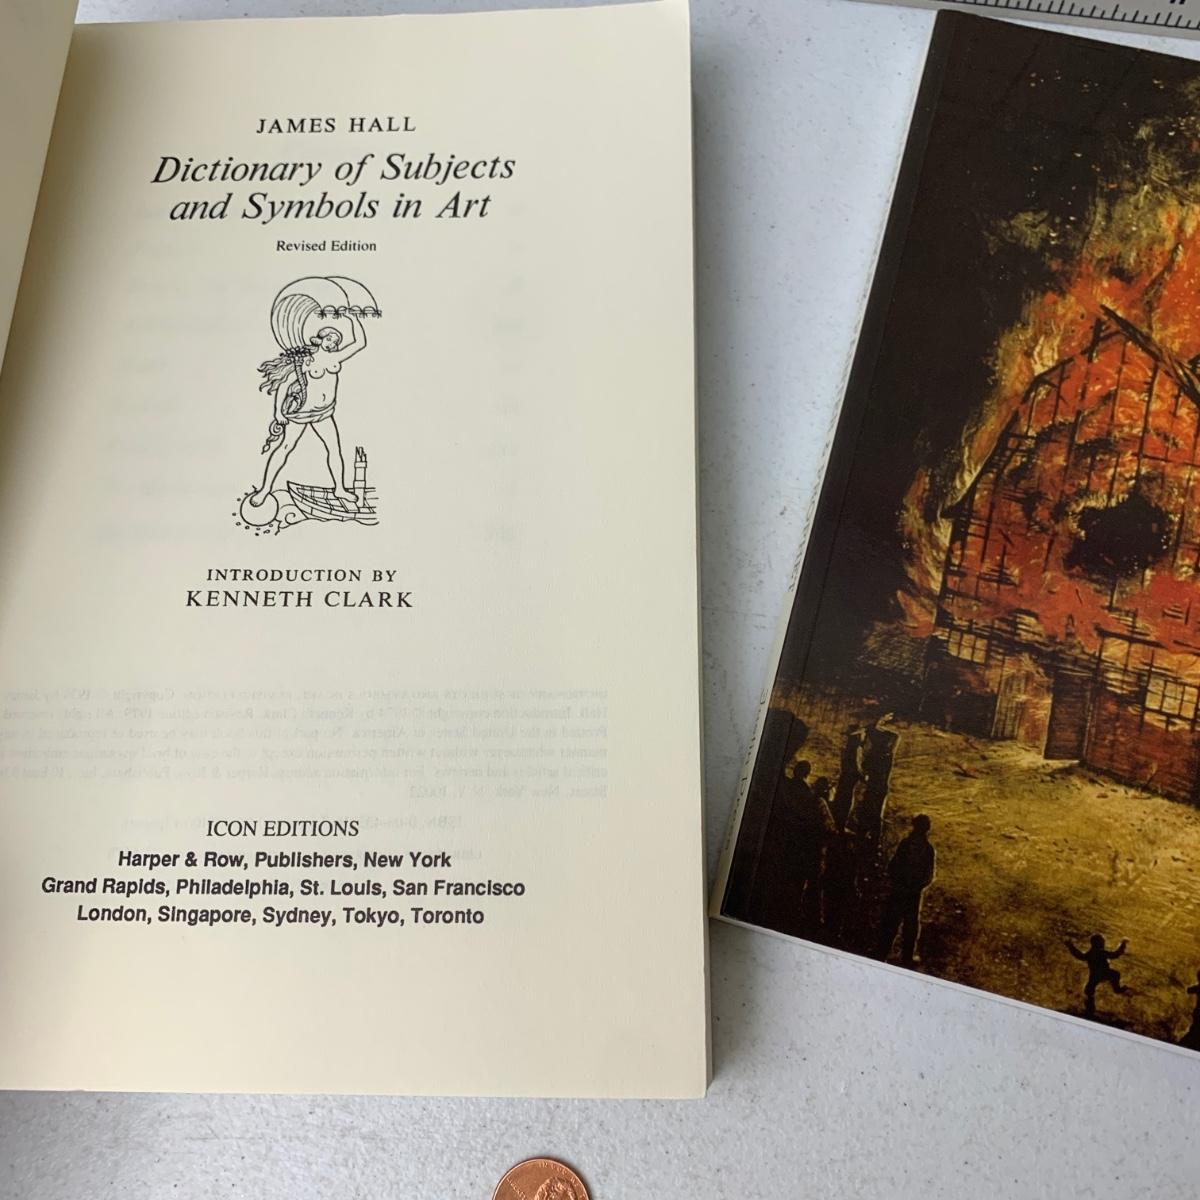 JAMES HALL
Dictionary of Subjects
and Symbols in Art
Revised Edition
INTRODUCTION BY
KENNETH CLARK
ICON EDITIONS
Harper & Row, Publishers, New York
Grand Rapids, Philadelphia, St. Louis, San Francisco
London, Singapore, Sydney, Tokyo, Toronto